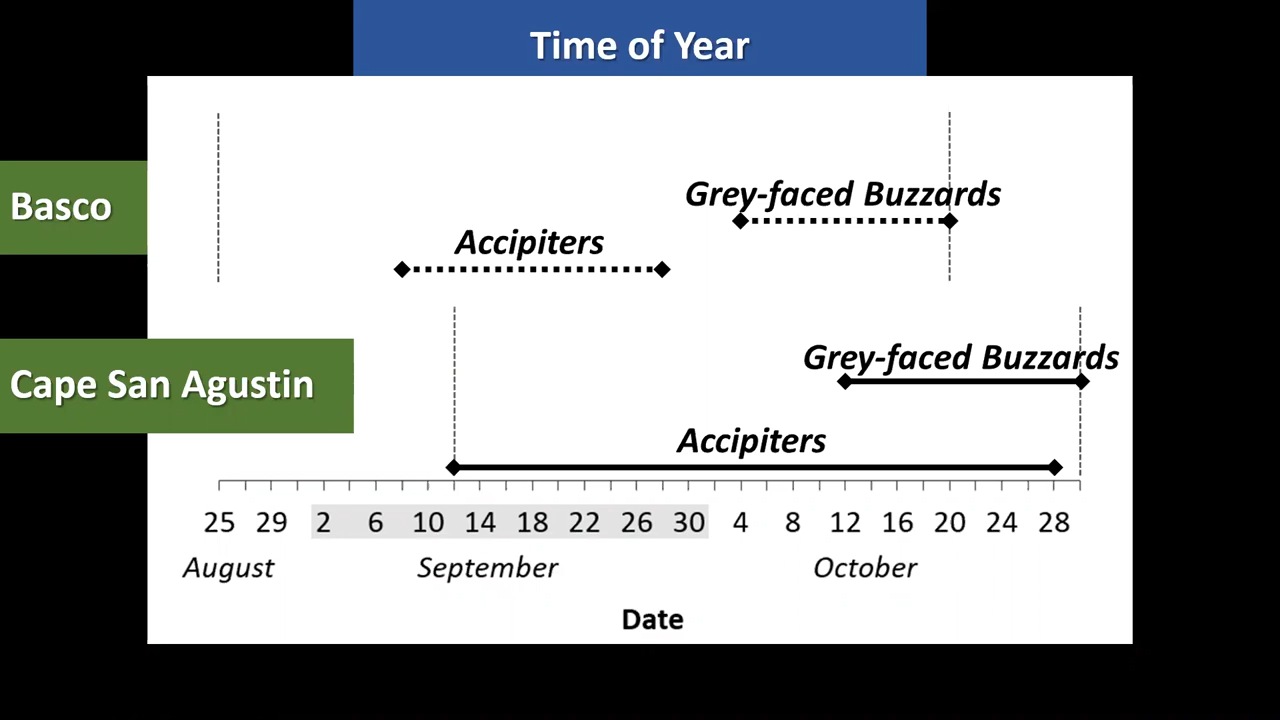 Time of Year
Basco
Grey-faced Buzzards
Accipiters
Cape San Agustin
Grey-faced Buzzards
Accipiters
25 29 2 6 10 14 18 22 26 30 4 8 12 16 20 24 28
August September October
Date